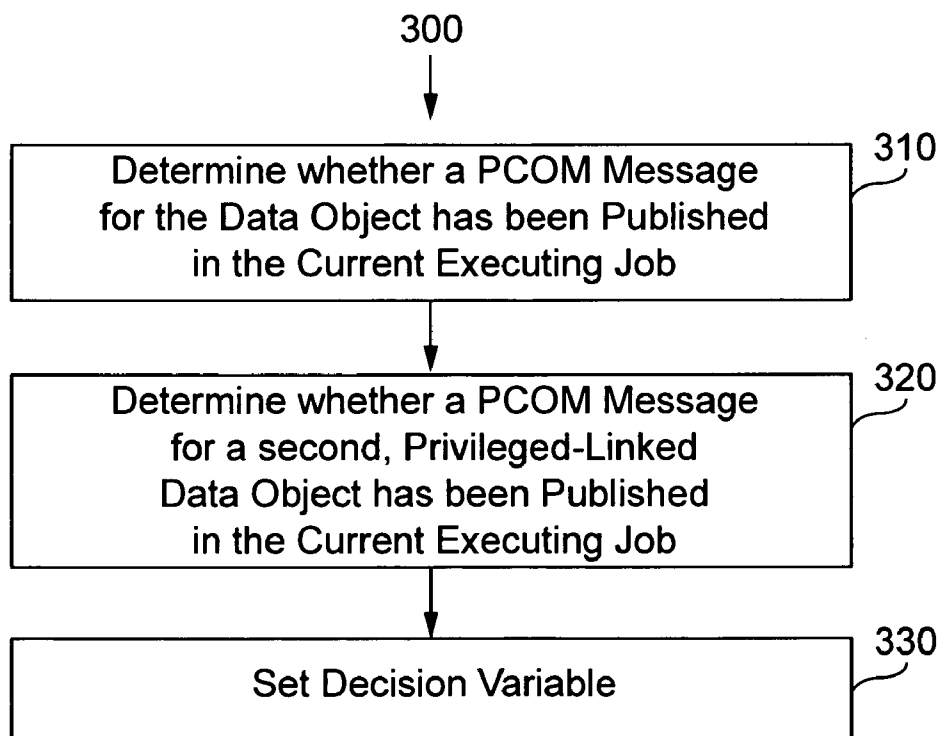 300
310
Determine whether a PCOM Message
for the Data Object has been Published
in the Current Executing Job
320
Determine whether a PCOM Message
for a second, Privileged-Linked
Data Object has been Published
in the Current Executing Job
330
Set Decision Variable